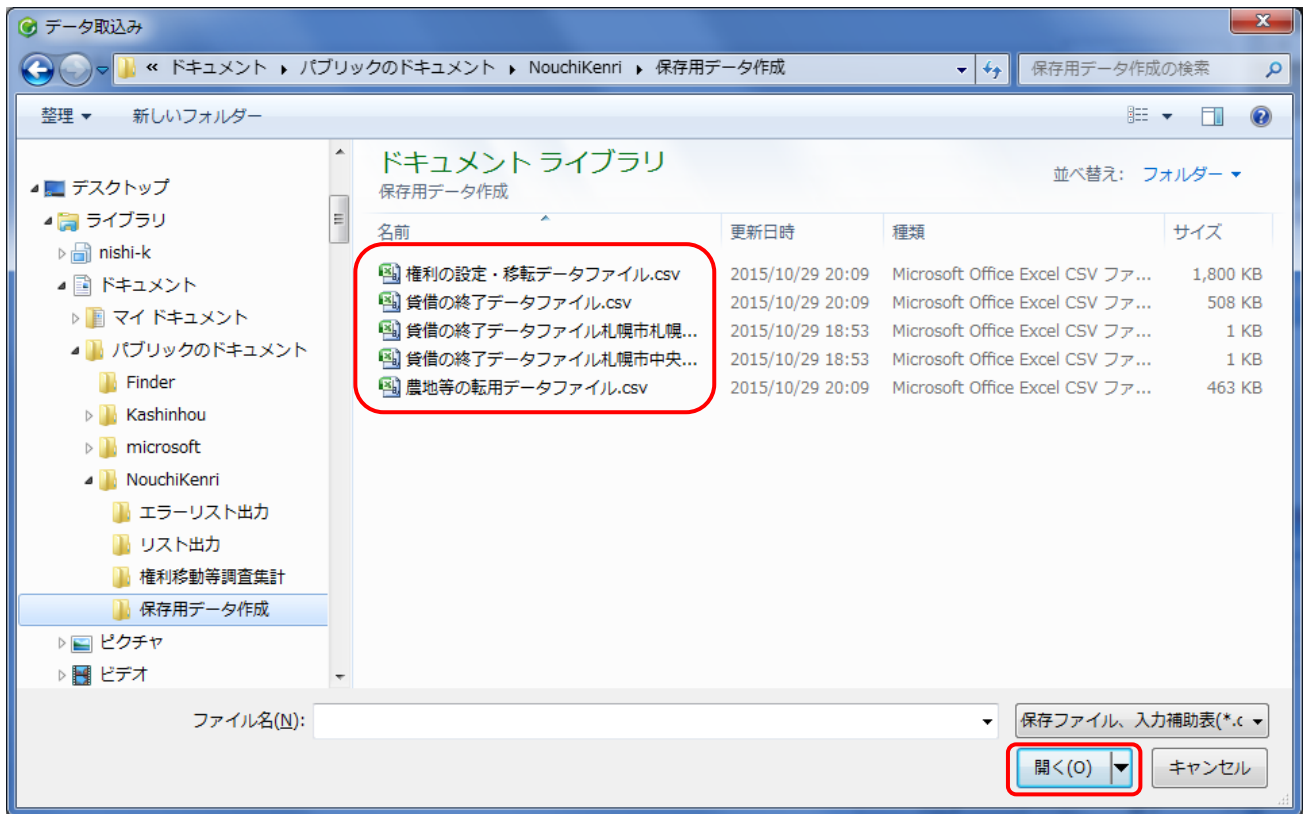 データ取込み
« ドキュメント ▸ パブリックのドキュメント ▸ NouchiKenri ▸ 保存用データ作成
保存用データ作成の検索
整理 ▼ 新しいフォルダー
デスクトップ
ライブラリ
nishi-k
ドキュメント
マイ ドキュメント
パブリックのドキュメント
Finder
Kashinhou
microsoft
NouchiKenri
エラーリスト出力
リスト出力
権利移動等調査集計
保存用データ作成
ピクチャ
ビデオ
ドキュメント ライブラリ
保存用データ作成
並べ替え: フォルダー ▼
名前 更新日時 種類 サイズ
権利の設定・移転データファイル.csv 2015/10/29 20:09 Microsoft Office Excel CSV ファ... 1,800 KB
貸借の終了データファイル.csv 2015/10/29 20:09 Microsoft Office Excel CSV ファ... 508 KB
貸借の終了データファイル札幌市札幌... 2015/10/29 18:53 Microsoft Office Excel CSV ファ... 1 KB
貸借の終了データファイル札幌市中央... 2015/10/29 18:53 Microsoft Office Excel CSV ファ... 1 KB
農地等の転用データファイル.csv 2015/10/29 20:09 Microsoft Office Excel CSV ファ... 463 KB
ファイル名(N):
保存ファイル、入力補助表(*.c
開く(O) キャンセル